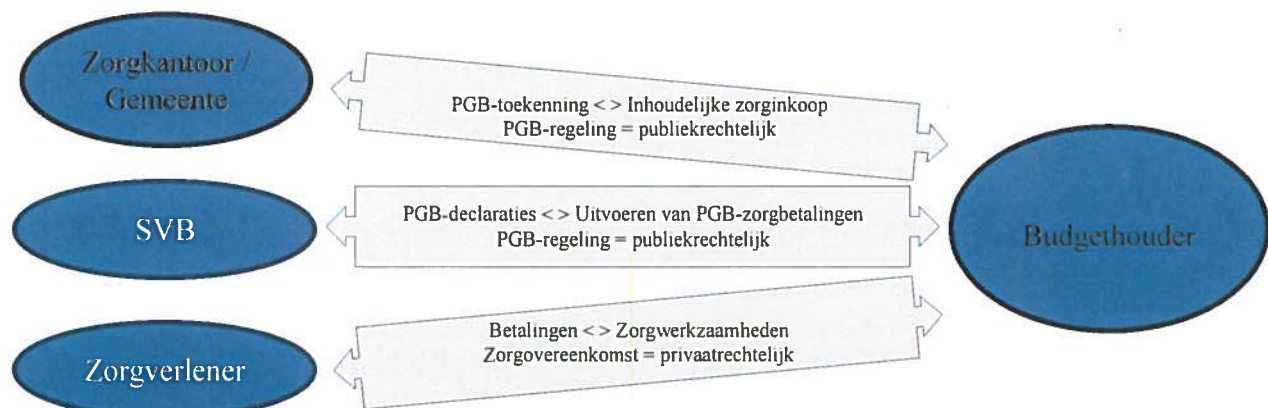 Zorgkantoor /
Gemeente
PGB-toekenning < > Inhoudelijke zorginkoop
PGB-regeling = publiekrechtelijk
SVB
PGB-declaraties < > Uitvoeren van PGB-zorgbetalingen
PGB-regeling = publiekrechtelijk
Budgethouder
Zorgverlener
Betalingen < > Zorgwerkzaamheden
Zorgovereenkomst = privaatrechtelijk